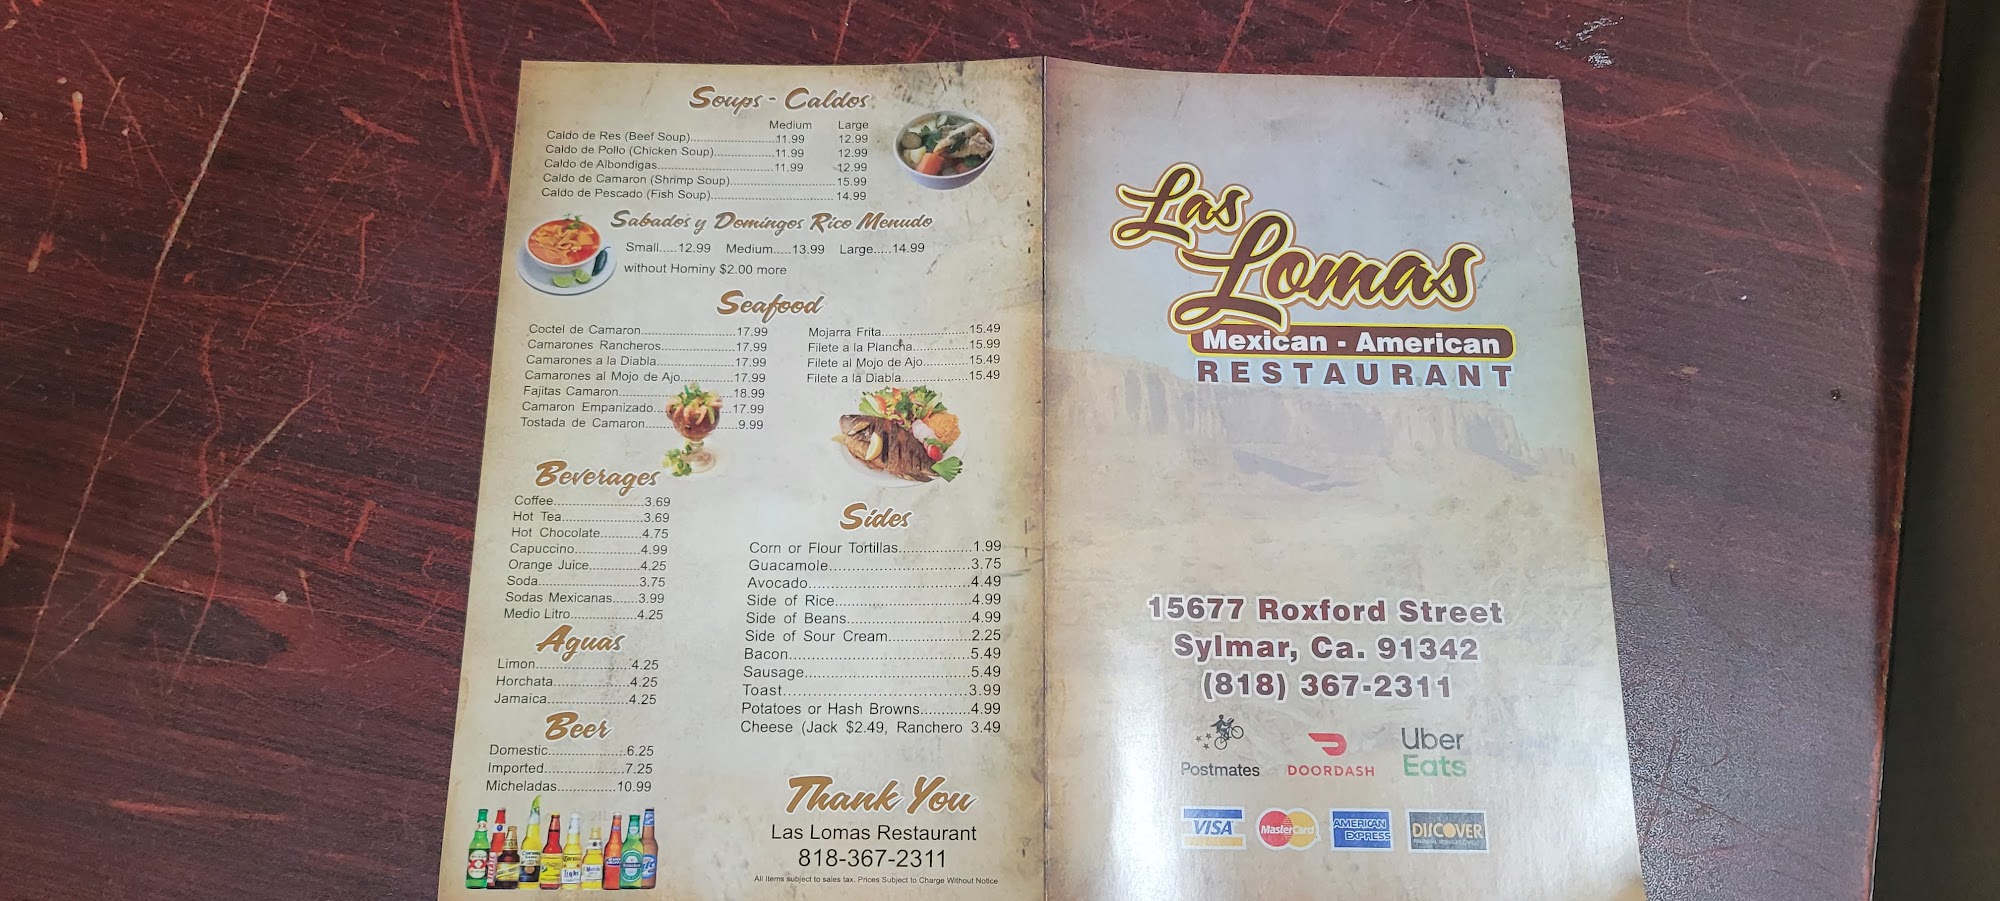 Soups - Caldos
Medium Large
Caldo de Res (Beef Soup)........................11.99 12.99
Caldo de Pollo (Chicken Soup).................11.99 12.99
Caldo de Albondigas.................................11.99 12.99
Caldo de Camaron (Shrimp Soup)............................ 15.99
Caldo de Pescado (Fish Soup)................................. 14.99
Sabados y Domingos Rico Menudo
Small.....12.99 Medium.....13.99 Large.....14.99
without Hominy $2.00 more
Seafood
Coctel de Camaron.........................17.99
Camarones Rancheros...................17.99
Camarones a la Diabla....................17.99
Camarones al Mojo de Ajo.............17.99
Fajitas Camaron.............................18.99
Camaron Empanizado....................17.99
Tostada de Camaron.......................9.99
Mojarra Frita.......................15.49
Filete a la Plancha...............15.99
Filete al Mojo de Ajo............15.49
Filete a la Diabla..................15.49
Beverages
Coffee........................3.69
Hot Tea.....................3.69
Hot Chocolate..........4.75
Capuccino.................4.99
Orange Juice.............4.25
Soda..........................3.75
Sodas Mexicanas.......3.99
Medio Litro.................4.25
Aguas
Limon........................4.25
Horchata...................4.25
Jamaica....................4.25
Beer
Domestic...................6.25
Imported....................7.25
Micheladas...............10.99
Sides
Corn or Flour Tortillas.................1.99
Guacamole.................................3.75
Avocado......................................4.49
Side of Rice................................4.99
Side of Beans.............................4.99
Side of Sour Cream...................2.25
Bacon..........................................5.49
Sausage......................................5.49
Toast...........................................3.99
Potatoes or Hash Browns...........4.99
Cheese (Jack $2.49, Ranchero 3.49
Thank You
Las Lomas Restaurant
818-367-2311
All Items subject to sales tax. Prices Subject to Charge Without Notice
Las
Lomas
Mexican - American
RESTAURANT
15677 Roxford Street
Sylmar, Ca. 91342
(818) 367-2311
Postmates
DOORDASH
Uber
Eats
VISA
MasterCard
AMERICAN
EXPRESS
DISCOVER